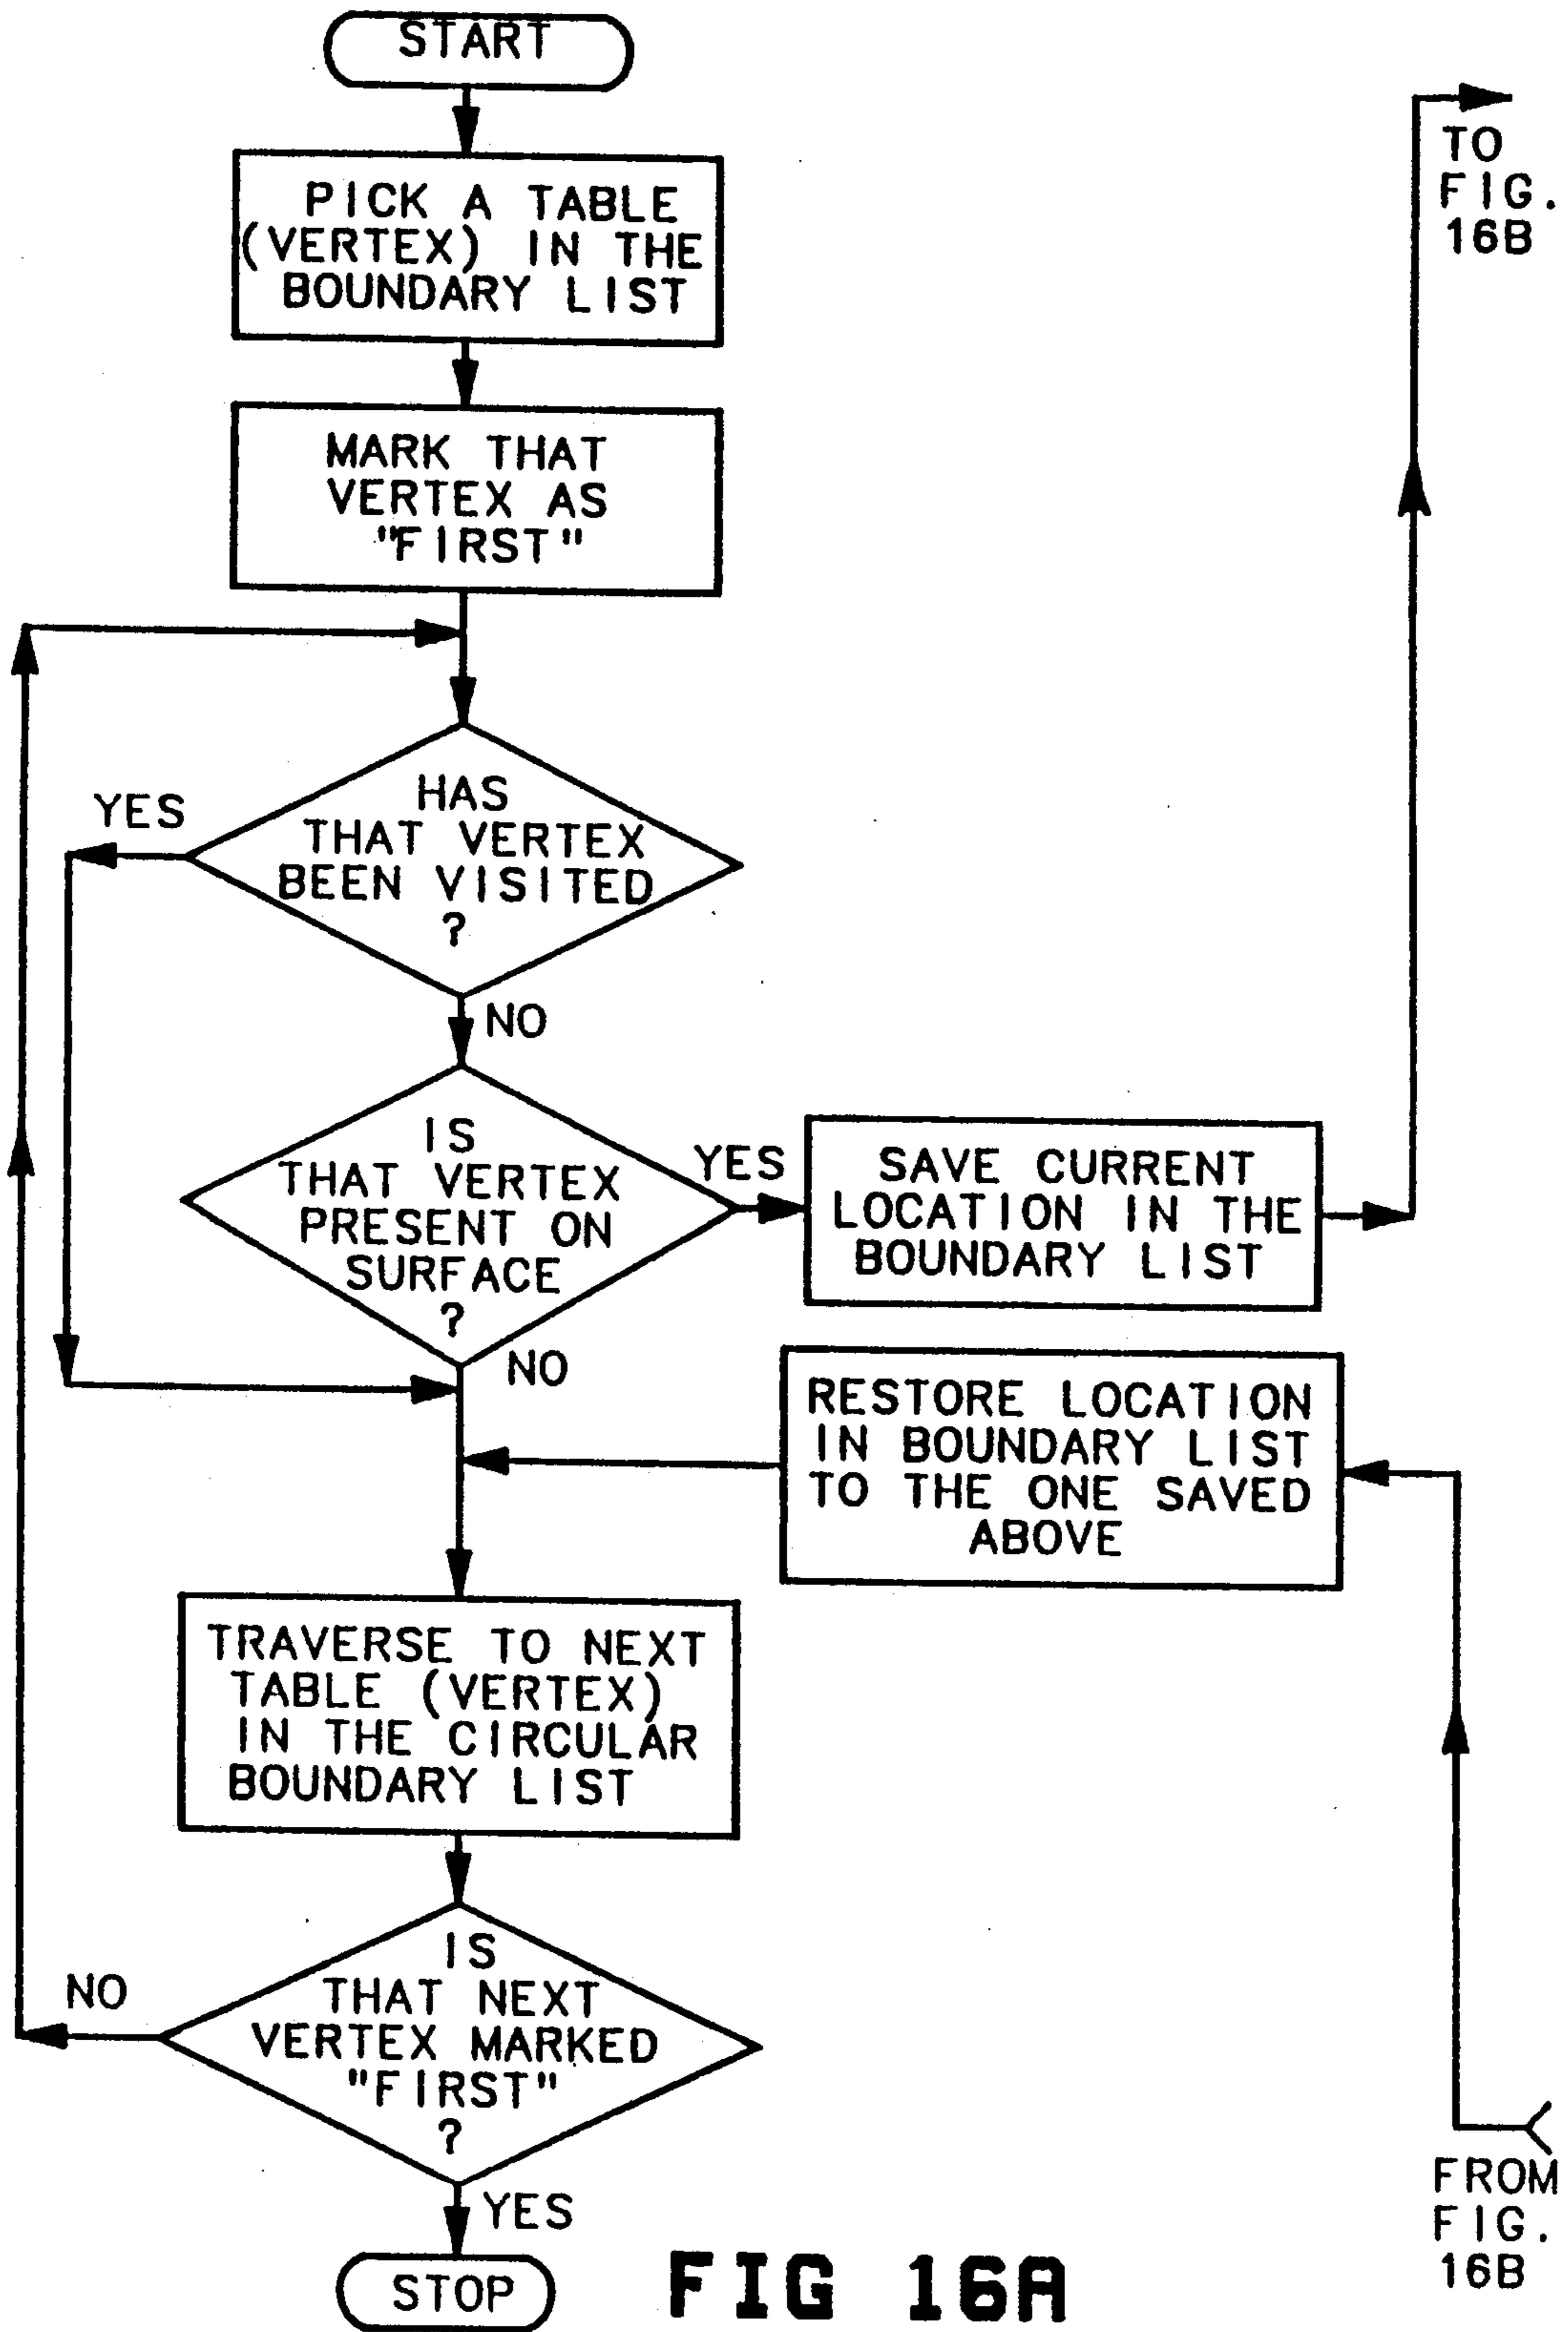 START
PICK A TABLE
(VERTEX) IN THE
BOUNDARY LIST
MARK THAT
VERTEX AS
"FIRST"
HAS
THAT VERTEX
BEEN VISITED
?
YES
NO
IS
THAT VERTEX
PRESENT ON
SURFACE
?
YES
NO
SAVE CURRENT
LOCATION IN THE
BOUNDARY LIST
TO
FIG.
16B
RESTORE LOCATION
IN BOUNDARY LIST
TO THE ONE SAVED
ABOVE
FROM
FIG.
16B
TRAVERSE TO NEXT
TABLE (VERTEX)
IN THE CIRCULAR
BOUNDARY LIST
IS
THAT NEXT
VERTEX MARKED
"FIRST"
?
NO
YES
STOP
FIG 16A